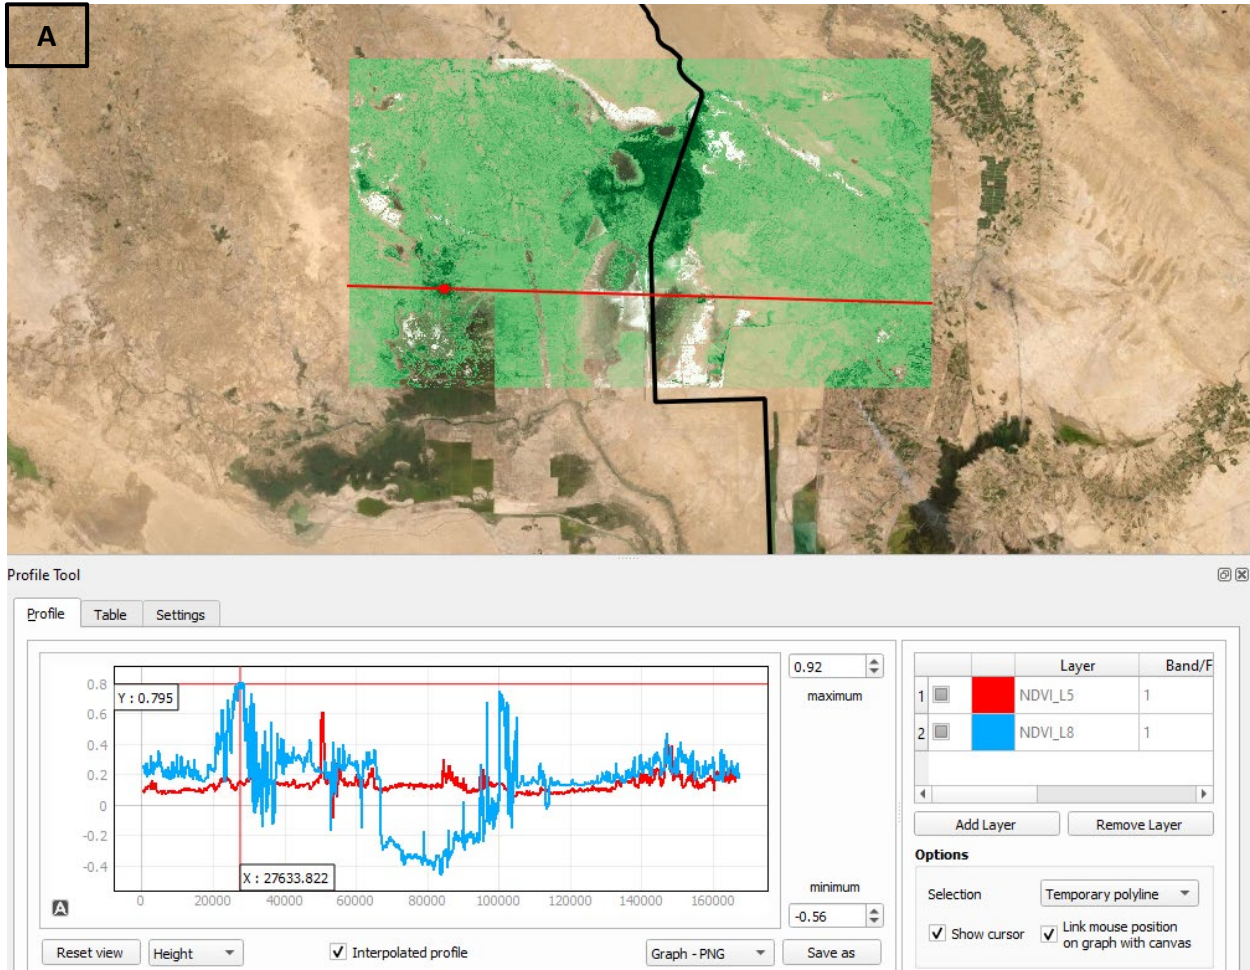 A
Profile Tool
Profile Table Settings
0.92
maximum
0.8
0.6
0.4
0.2
0
-0.2
-0.4
Y : 0.795
X : 27633.822
0 20000 40000 60000 80000 100000 120000 140000 160000
A
minimum
-0.56
Reset view Height Interpolated profile Graph - PNG Save as
Layer Band/F
1 NDVI_L5 1
2 NDVI_L8 1
Add Layer Remove Layer
Options
Selection Temporary polyline
Show cursor Link mouse position
on graph with canvas